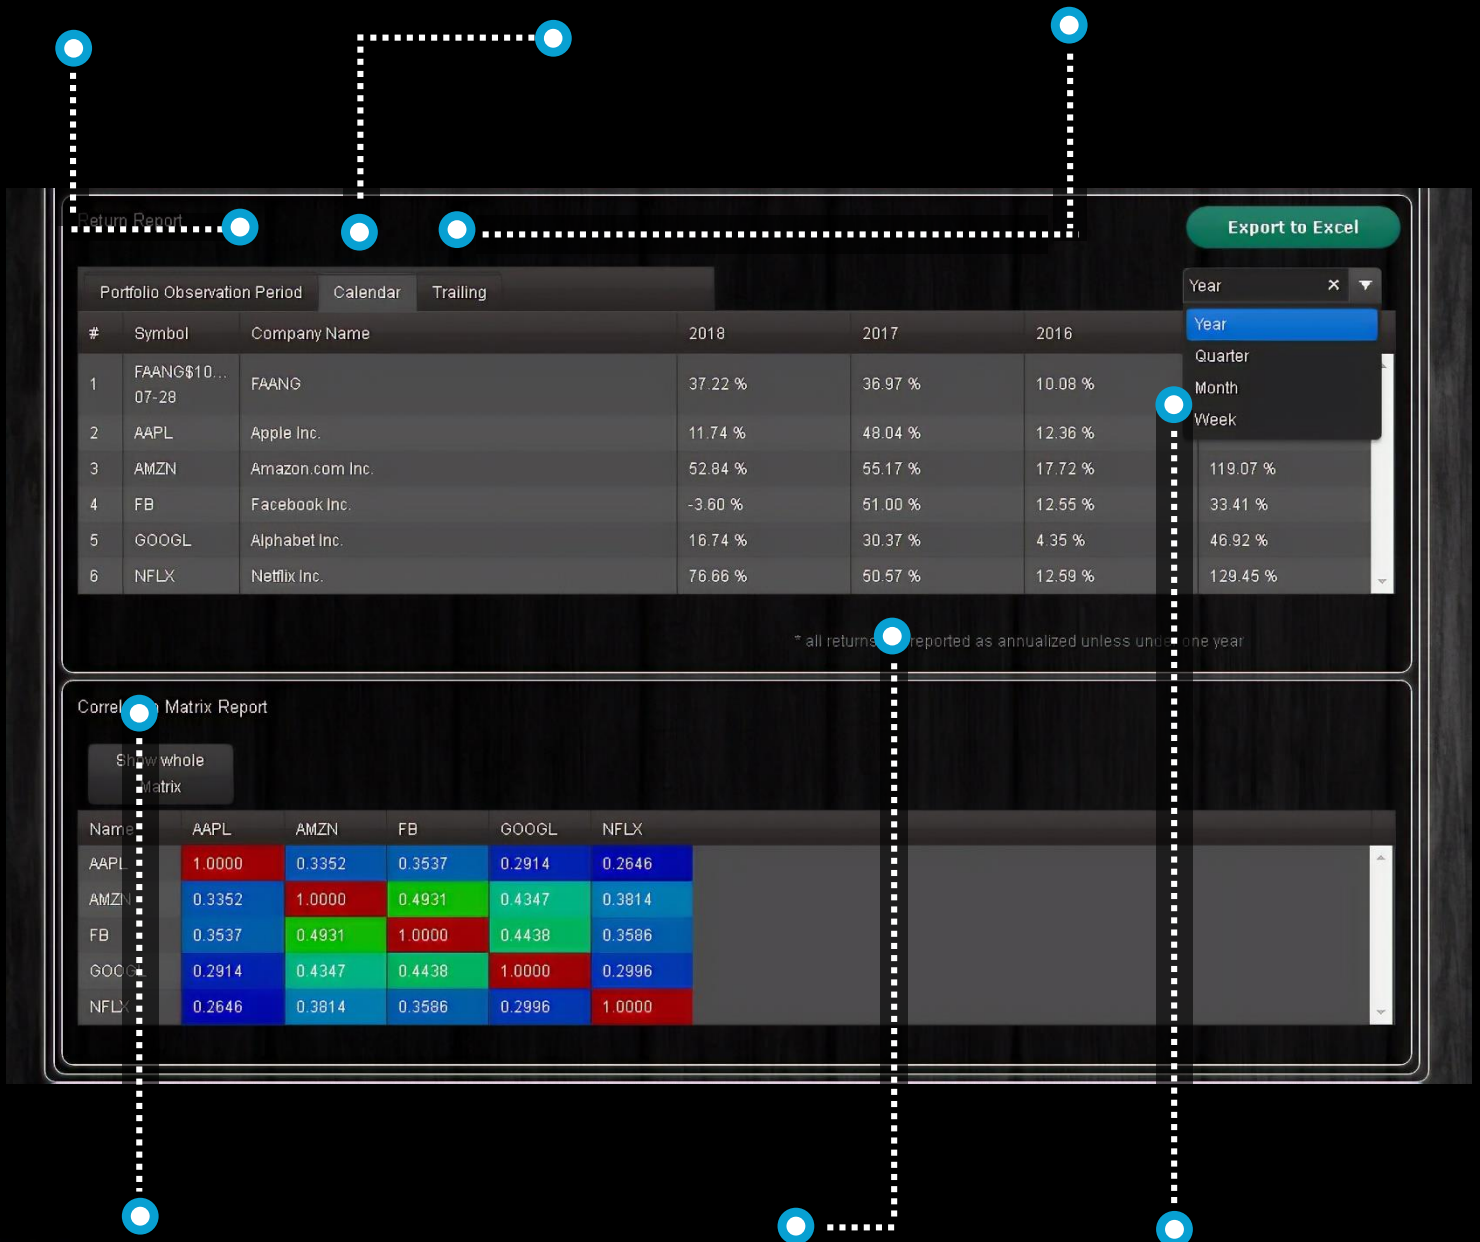 Return Report
Export to Excel
Portfolio Observation Period Calendar Trailing
Year
Year
Quarter
Month
Week
# Symbol Company Name 2018 2017 2016
1 FAANG$10... FAANG 37.22 % 36.97 % 10.08 %
07-28
2 AAPL Apple Inc. 11.74 % 48.04 % 12.36 %
3 AMZN Amazon.com Inc. 52.84 % 55.17 % 17.72 % 119.07 %
4 FB Facebook Inc. -3.60 % 51.00 % 12.55 % 33.41 %
5 GOOGL Alphabet Inc. 16.74 % 30.37 % 4.35 % 46.92 %
6 NFLX Netflix Inc. 76.66 % 50.57 % 12.59 % 129.45 %
* all returns reported as annualized unless under one year
Matrix Report
Show whole
Matrix
Name AAPL AMZN FB GOOGL NFLX
AAPL 1.0000 0.3352 0.3537 0.2914 0.2646
AMZN 0.3352 1.0000 0.4931 0.4347 0.3814
FB 0.3537 0.4931 1.0000 0.4438 0.3586
GOOGL 0.2914 0.4347 0.4438 1.0000 0.2996
NFLX 0.2646 0.3814 0.3586 0.2996 1.0000